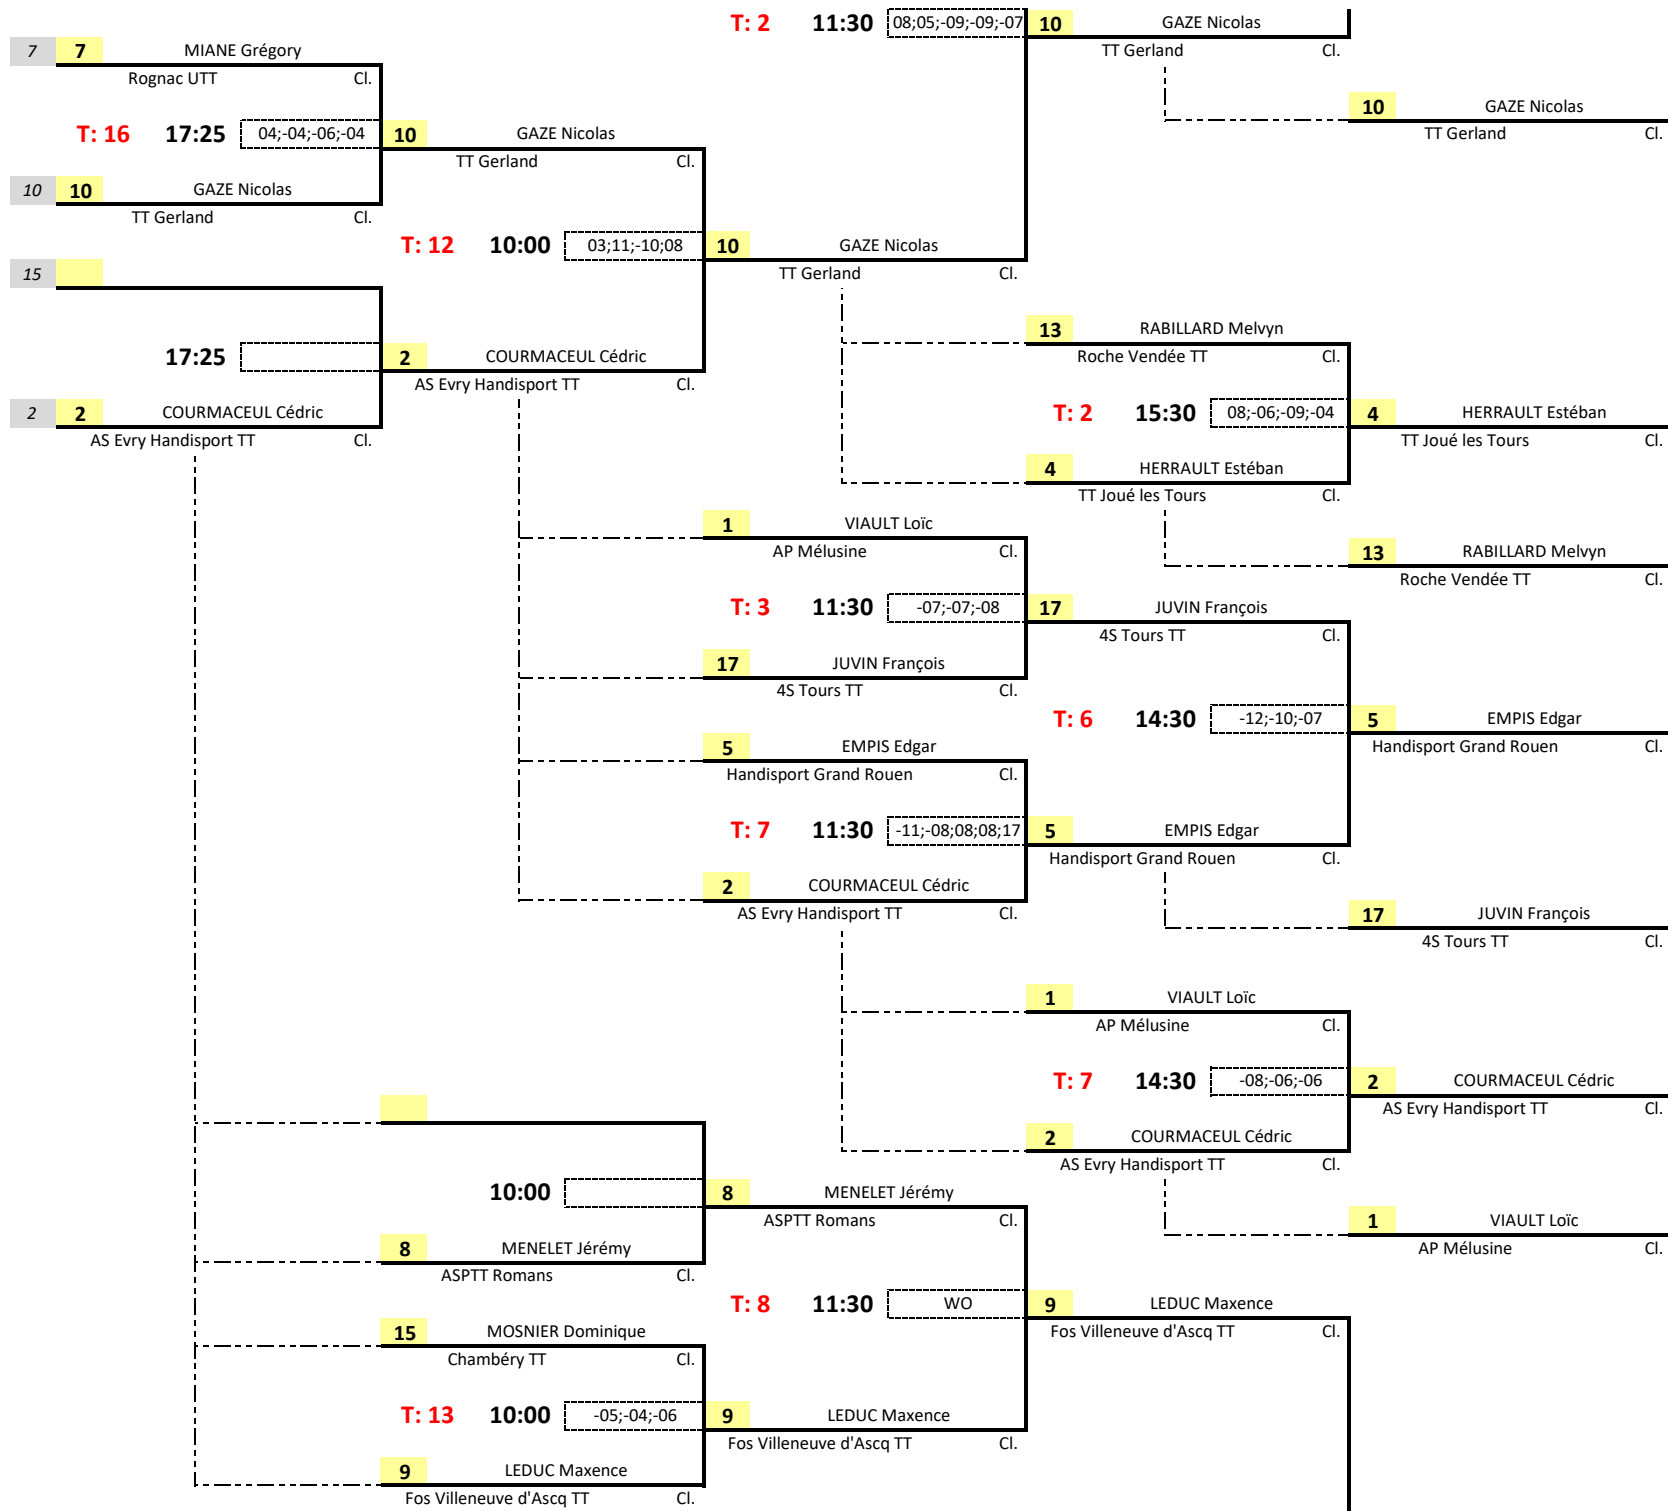 T: 2 11:30 08;05;-09;-09;-07 10 GAZE Nicolas
TT Gerland Cl.
7 7 MIANE Grégory
Rognac UTT Cl.
10 GAZE Nicolas
TT Gerland Cl.
T: 16 17:25 04;-04;-06;-04 10 GAZE Nicolas
TT Gerland Cl.
10 10 GAZE Nicolas
TT Gerland Cl.
T: 12 10:00 03;11;-10;08 10 GAZE Nicolas
TT Gerland Cl.
15
13 RABILLARD Melvyn
Roche Vendée TT Cl.
17:25 2 COURMACEUL Cédric
AS Evry Handisport TT Cl.
2 2 COURMACEUL Cédric
AS Evry Handisport TT Cl.
T: 2 15:30 08;-06;-09;-04 4 HERRAULT Estéban
TT Joué les Tours Cl.
4 HERRAULT Estéban
TT Joué les Tours Cl.
1 VIAULT Loïc
AP Mélusine Cl.
13 RABILLARD Melvyn
Roche Vendée TT Cl.
T: 3 11:30 -07;-07;-08 17 JUVIN François
4S Tours TT Cl.
17 JUVIN François
4S Tours TT Cl.
T: 6 14:30 -12;-10;-07 5 EMPIS Edgar
Handisport Grand Rouen Cl.
5 EMPIS Edgar
Handisport Grand Rouen Cl.
T: 7 11:30 -11;-08;08;08;17 5 EMPIS Edgar
Handisport Grand Rouen Cl.
2 COURMACEUL Cédric
AS Evry Handisport TT Cl.
17 JUVIN François
4S Tours TT Cl.
1 VIAULT Loïc
AP Mélusine Cl.
T: 7 14:30 -08;-06;-06 2 COURMACEUL Cédric
AS Evry Handisport TT Cl.
2 COURMACEUL Cédric
AS Evry Handisport TT Cl.
10:00 8 MENELET Jérémy
ASPTT Romans Cl.
1 VIAULT Loïc
AP Mélusine Cl.
8 MENELET Jérémy
ASPTT Romans Cl.
T: 8 11:30 WO 9 LEDUC Maxence
Fos Villeneuve d'Ascq TT Cl.
15 MOSNIER Dominique
Chambéry TT Cl.
T: 13 10:00 -05;-04;-06 9 LEDUC Maxence
Fos Villeneuve d'Ascq TT Cl.
9 LEDUC Maxence
Fos Villeneuve d'Ascq TT Cl.